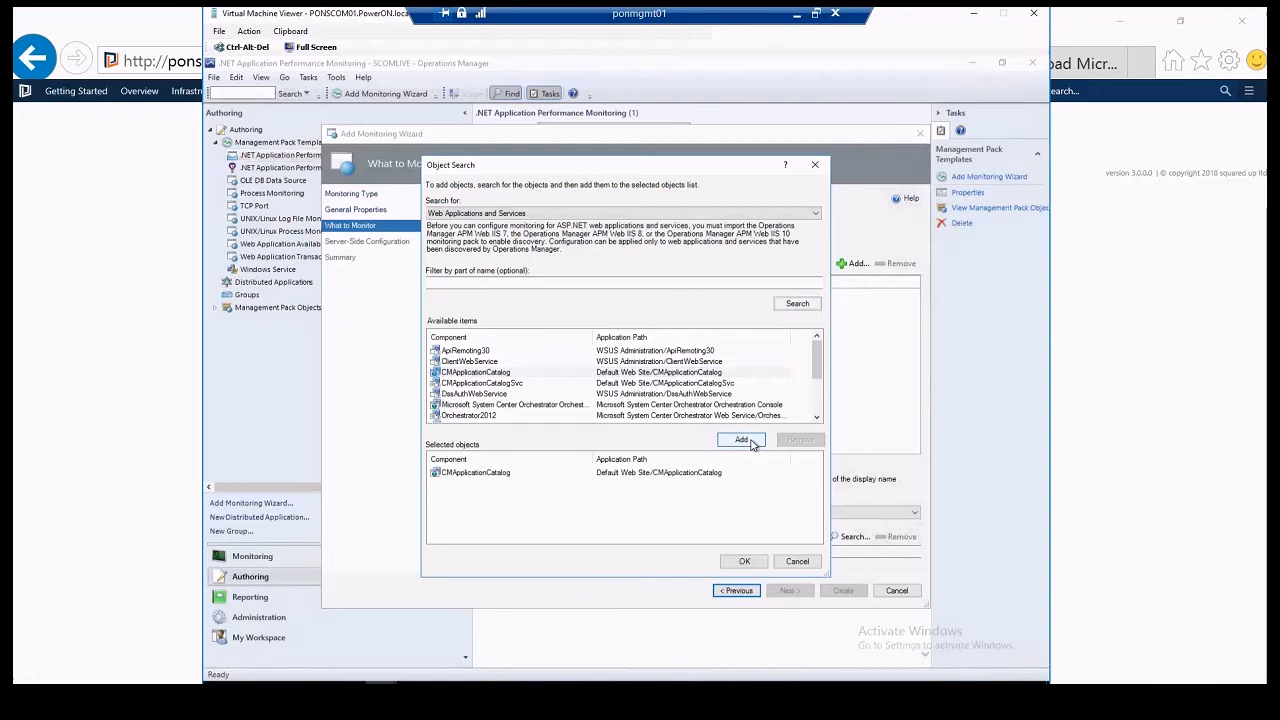 Virtual Machine Viewer - PONSCOM01.PowerON.loca
ponmgmt01
File Action Clipboard
Ctrl-Alt-Del Full Screen
http://pons
oad Micr...
.NET Application Performance Monitoring - SCOMLIVE - Operations Manager
File Edit View Go Tasks Tools Help
Getting Started Overview Infrast
earch...
Search Add Monitoring Wizard Scope Find Tasks
Authoring
.NET Application Performance Monitoring (1)
Tasks
Authoring
Management Pack Templa
.NET Application Perform
.NET Application Perform
OLE DB Data Source
Process Monitoring
TCP Port
UNIX/Linux Log File Mon
UNIX/Linux Process Mon
Web Application Availab
Web Application Transac
Windows Service
Distributed Applications
Groups
Management Pack Objects
Add Monitoring Wizard...
New Distributed Application...
New Group...
Monitoring
Authoring
Reporting
Administration
My Workspace
Ready
Add Monitoring Wizard
What to Mo
Monitoring Type
General Properties
What to Monitor
Server-Side Configuration
Summary
Help
Add... Remove
of the display name
Search... Remove
< Previous Next > Create Cancel
Object Search
To add objects, search for the objects and then add them to the selected objects list.
Search for:
Web Applications and Services
Before you can configure monitoring for ASP.NET web applications and services, you must import the Operations
Manager APM Web IIS 7, the Operations Manager APM Web IIS 8, or the Operations Manager APM Web IIS 10
monitoring pack to enable discovery. Configuration can be applied only to web applications and services that have
been discovered by Operations Manager.
Filter by part of name (optional):
Search
Available items
Component Application Path
ApiRemoting30 WSUS Administration/ApiRemoting30
ClientWebService WSUS Administration/ClientWebService
CMApplicationCatalog Default Web Site/CMApplicationCatalog
CMApplicationCatalogSvc Default Web Site/CMApplicationCatalogSvc
DssAuthWebService WSUS Administration/DssAuthWebService
Microsoft System Center Orchestrator Orchest... Microsoft System Center Orchestrator Orchestration Console
Orchestrator2012 Microsoft System Center Orchestrator Web Service/Orches...
Add Remove
Selected objects
Component Application Path
CMApplicationCatalog Default Web Site/CMApplicationCatalog
OK Cancel
Management Pack
Templates
Add Monitoring Wizard
Properties
View Management Pack Objec
Delete
version 3.0.0.0 | © copyright 2018 squared up ltd
Activate Windows
Go to Settings to activate Windows.